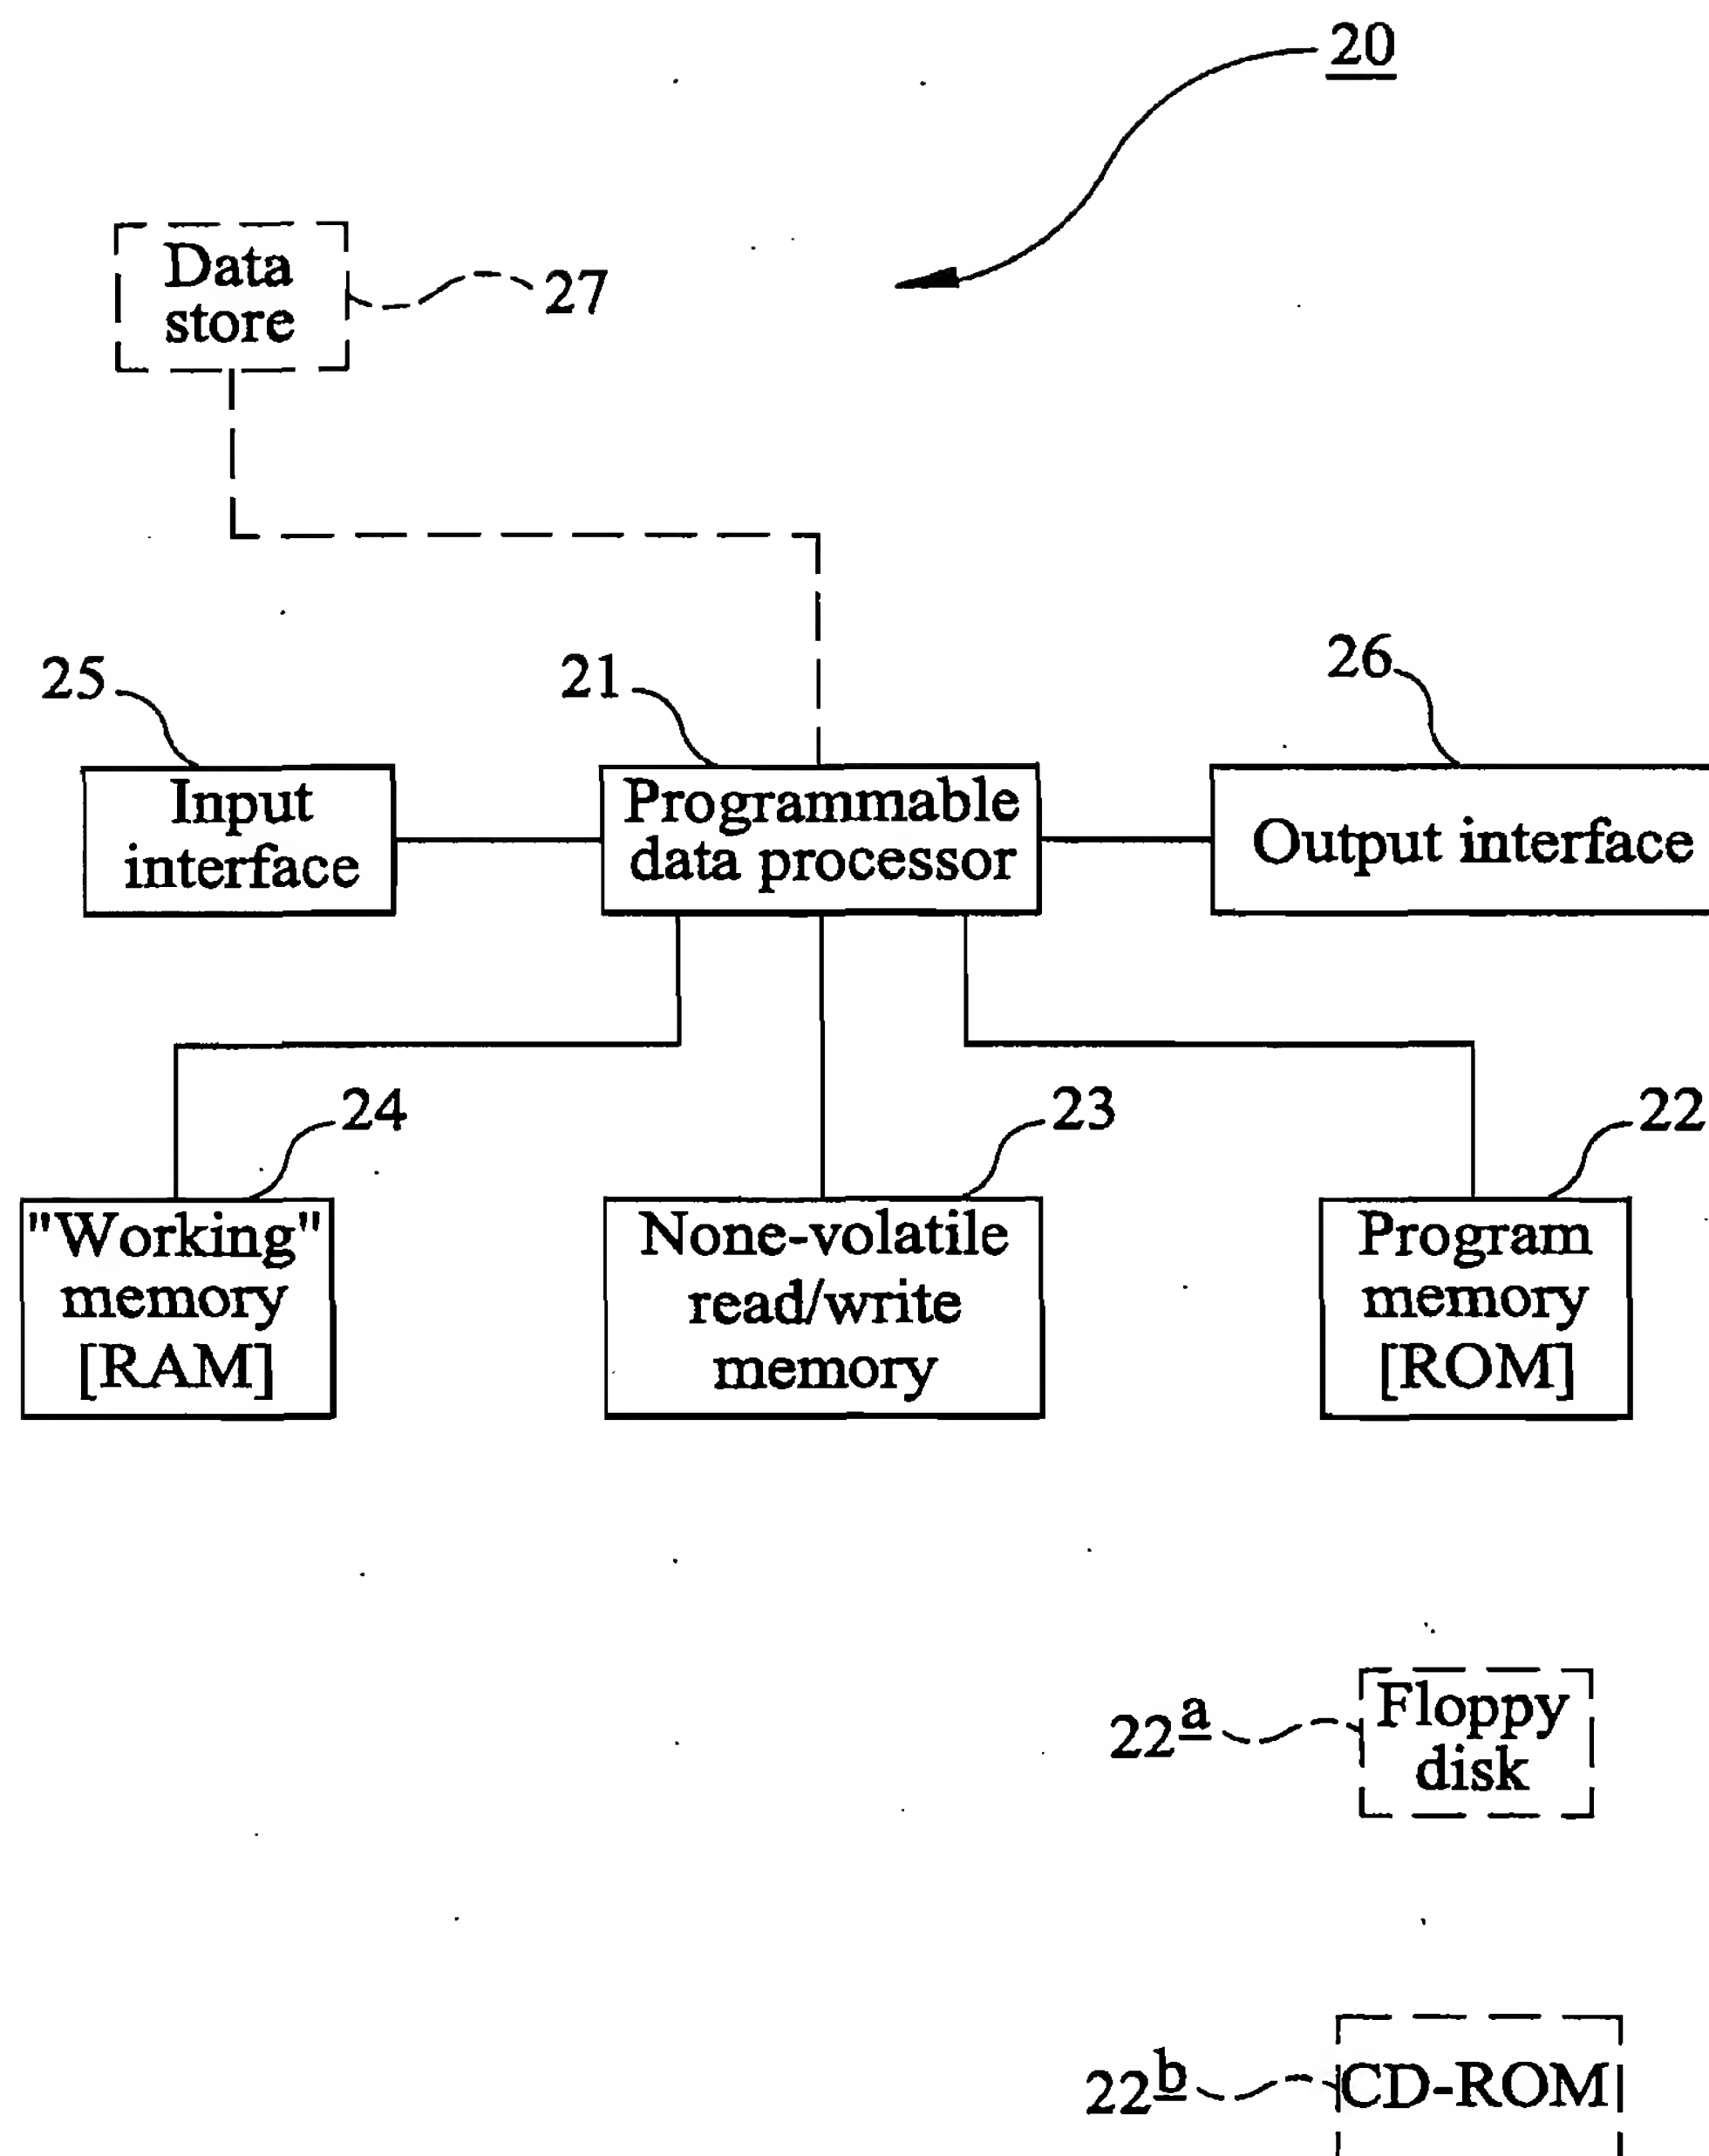 20
Data
store
27
25
21
26
Input
interface
Programmable
data processor
Output interface
24
23
22
"Working"
memory
[RAM]
None-volatile
read/write
memory
Program
memory
[ROM]
22a
Floppy
disk
22b
CD-ROM